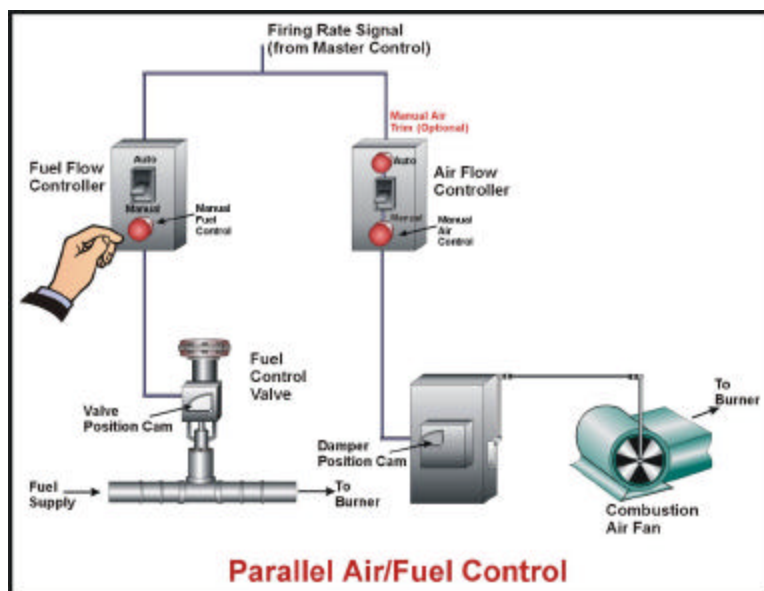 Firing Rate Signal
(from Master Control)
Manual Air
Trim (Optional)
Fuel Flow
Controller
Auto
Manual
Manual
Fuel
Control
Auto
Manual
Air Flow
Controller
Manual
Air
Control
Fuel
Control
Valve
Valve
Position Cam
Damper
Position Cam
To
Burner
Fuel
Supply
To
Burner
Combustion
Air Fan
Parallel Air/Fuel Control